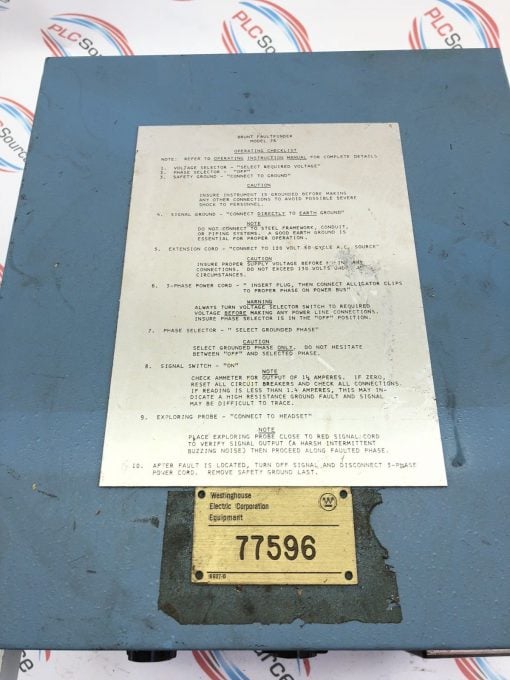 PLCSource
PLCSource
BRUNT FAULTFINDER
MODEL 2A
OPERATING CHECKLIST
NOTE: REFER TO OPERATING INSTRUCTION MANUAL FOR COMPLETE DETAILS
1. VOLTAGE SELECTOR - "SELECT REQUIRED VOLTAGE"
2. PHASE SELECTOR - "OFF"
3. SAFETY GROUND - "CONNECT TO GROUND"
CAUTION
INSURE INSTRUMENT IS GROUNDED BEFORE MAKING
ANY OTHER CONNECTIONS TO AVOID POSSIBLE SEVERE
SHOCK TO PERSONNEL.
4. SIGNAL GROUND - "CONNECT DIRECTLY TO EARTH GROUND"
NOTE
DO NOT CONNECT TO STEEL FRAMEWORK, CONDUIT,
OR PIPING SYSTEMS. A GOOD EARTH GROUND IS
ESSENTIAL FOR PROPER OPERATION.
5. EXTENSION CORD - "CONNECT TO 120 VOLT 60 CYCLE A.C. SOURCE"
CAUTION
INSURE PROPER SUPPLY VOLTAGE BEFORE MAKING ANY
CONNECTIONS. DO NOT EXCEED 130 VOLTS UNDER
CIRCUMSTANCES.
6. 3-PHASE POWER CORD - " INSERT PLUG, THEN CONNECT ALLIGATOR CLIPS
TO PROPER PHASE ON POWER BUS"
WARNING
ALWAYS TURN VOLTAGE SELECTOR SWITCH TO REQUIRED
VOLTAGE BEFORE MAKING ANY POWER LINE CONNECTIONS.
INSURE PHASE SELECTOR IS IN THE "OFF" POSITION.
7. PHASE SELECTOR - " SELECT GROUNDED PHASE"
CAUTION
SELECT GROUNDED PHASE ONLY. DO NOT HESITATE
BETWEEN "OFF" AND SELECTED PHASE.
8. SIGNAL SWITCH - "ON"
NOTE
CHECK AMMETER FOR OUTPUT OF 1½ AMPERES. IF ZERO,
RESET ALL CIRCUIT BREAKERS AND CHECK ALL CONNECTIONS.
IF READING IS LESS THAN 1.4 AMPERES, THIS MAY IN-
DICATE A HIGH RESISTANCE GROUND FAULT AND SIGNAL
MAY BE DIFFICULT TO TRACE.
9. EXPLORING PROBE - "CONNECT TO HEADSET"
NOTE
PLACE EXPLORING PROBE CLOSE TO RED SIGNAL CORD
TO VERIFY SIGNAL OUTPUT (A HARSH INTERMITTENT
BUZZING NOISE) THEN PROCEED ALONG FAULTED PHASE.
10. AFTER FAULT IS LOCATED, TURN OFF SIGNAL AND DISCONNECT 3-PHASE
POWER CORD. REMOVE SAFETY GROUND LAST.
Westinghouse
Electric Corporation
Equipment
W
77596